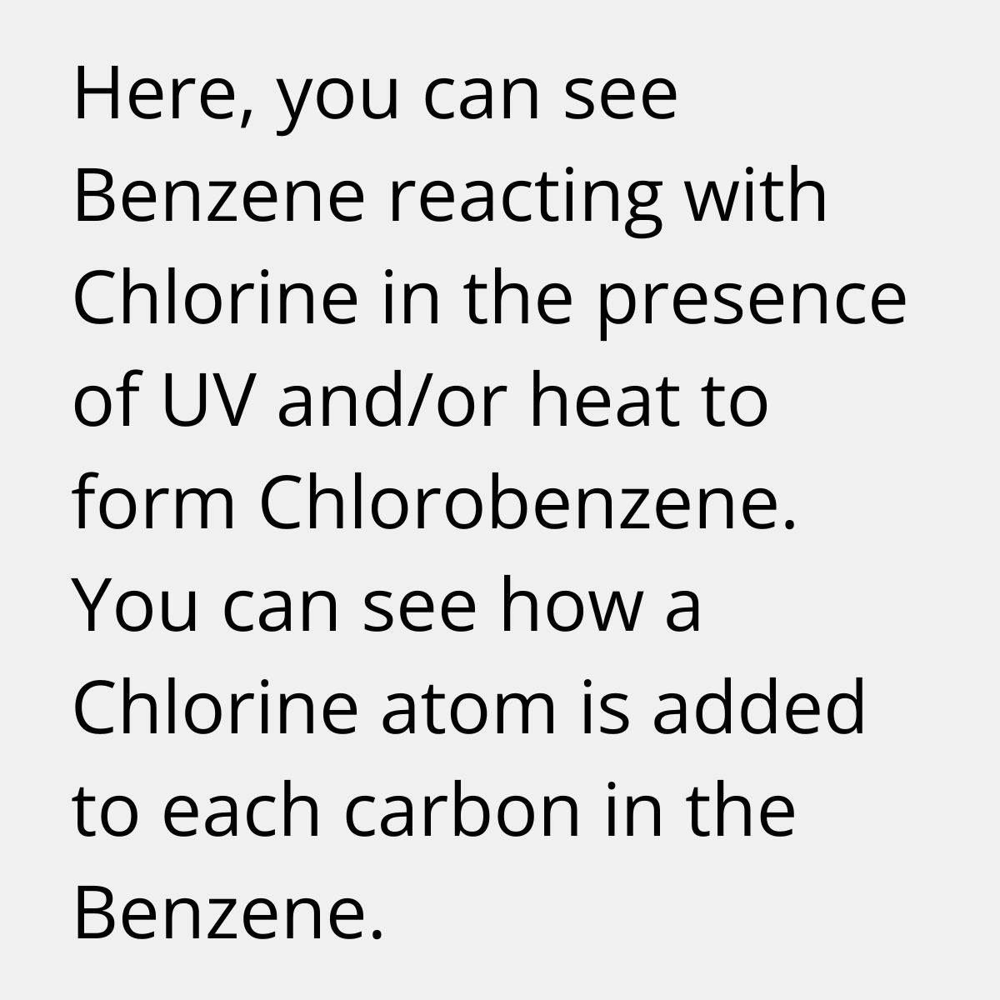 Here, you can see
Benzene reacting with
Chlorine in the presence
of UV and/or heat to
form Chlorobenzene.
You can see how a
Chlorine atom is added
to each carbon in the
Benzene.